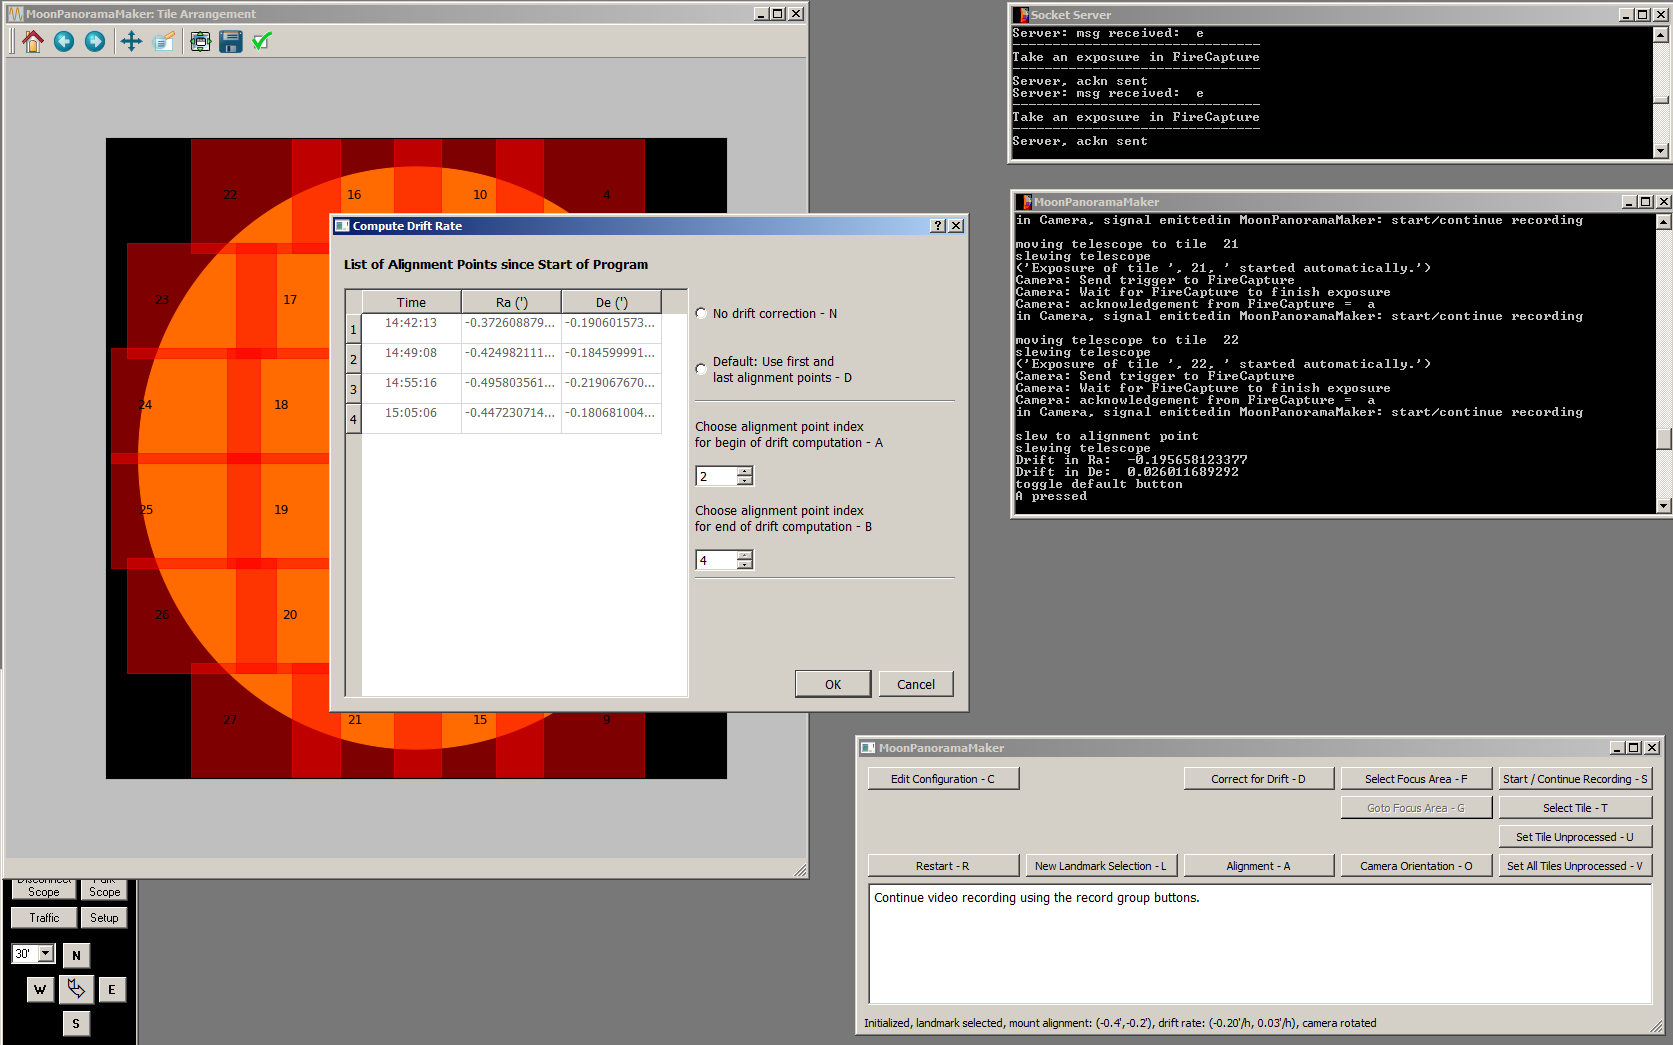 MoonPanoramaMaker: Tile Arrangement
22
16
10
4
23
17
24
18
25
19
26
20
27
21
15
9
Compute Drift Rate
List of Alignment Points since Start of Program
Time Ra (') De (')
1 14:42:13 -0.372608879... -0.190601573...
2 14:49:08 -0.424982111... -0.184599991...
3 14:55:16 -0.495803561... -0.219067670...
4 15:05:06 -0.447230714... -0.180681004...
No drift correction - N
Default: Use first and
last alignment points - D
Choose alignment point index
for begin of drift computation - A
2
Choose alignment point index
for end of drift computation - B
4
OK Cancel
Disconnect
Scope
Park
Scope
Traffic Setup
30'
N
W E
S
Socket Server
Server: msg received:  e
--------------------------------
Take an exposure in FireCapture
--------------------------------
Server, ackn sent
Server: msg received:  e
--------------------------------
Take an exposure in FireCapture
--------------------------------
Server, ackn sent
MoonPanoramaMaker
in Camera, signal emittedin MoonPanoramaMaker: start/continue recording
moving telescope to tile  21
slewing telescope
('Exposure of tile ', 21, ' started automatically.')
Camera: Send trigger to FireCapture
Camera: Wait for FireCapture to finish exposure
Camera: acknowledgement from FireCapture =  a
in Camera, signal emittedin MoonPanoramaMaker: start/continue recording
moving telescope to tile  22
slewing telescope
('Exposure of tile ', 22, ' started automatically.')
Camera: Send trigger to FireCapture
Camera: Wait for FireCapture to finish exposure
Camera: acknowledgement from FireCapture =  a
in Camera, signal emittedin MoonPanoramaMaker: start/continue recording
slew to alignment point
slewing telescope
Drift in Ra:  -0.195658123377
Drift in De:  0.026011689292
toggle default button
A pressed
MoonPanoramaMaker
Edit Configuration - C Correct for Drift - D Select Focus Area - F Start / Continue Recording - S
Goto Focus Area - G Select Tile - T
Set Tile Unprocessed - U
Restart - R New Landmark Selection - L Alignment - A Camera Orientation - O Set All Tiles Unprocessed - V
Continue video recording using the record group buttons.
Initialized, landmark selected, mount alignment: (-0.4',-0.2'), drift rate: (-0.20'/h, 0.03'/h), camera rotated